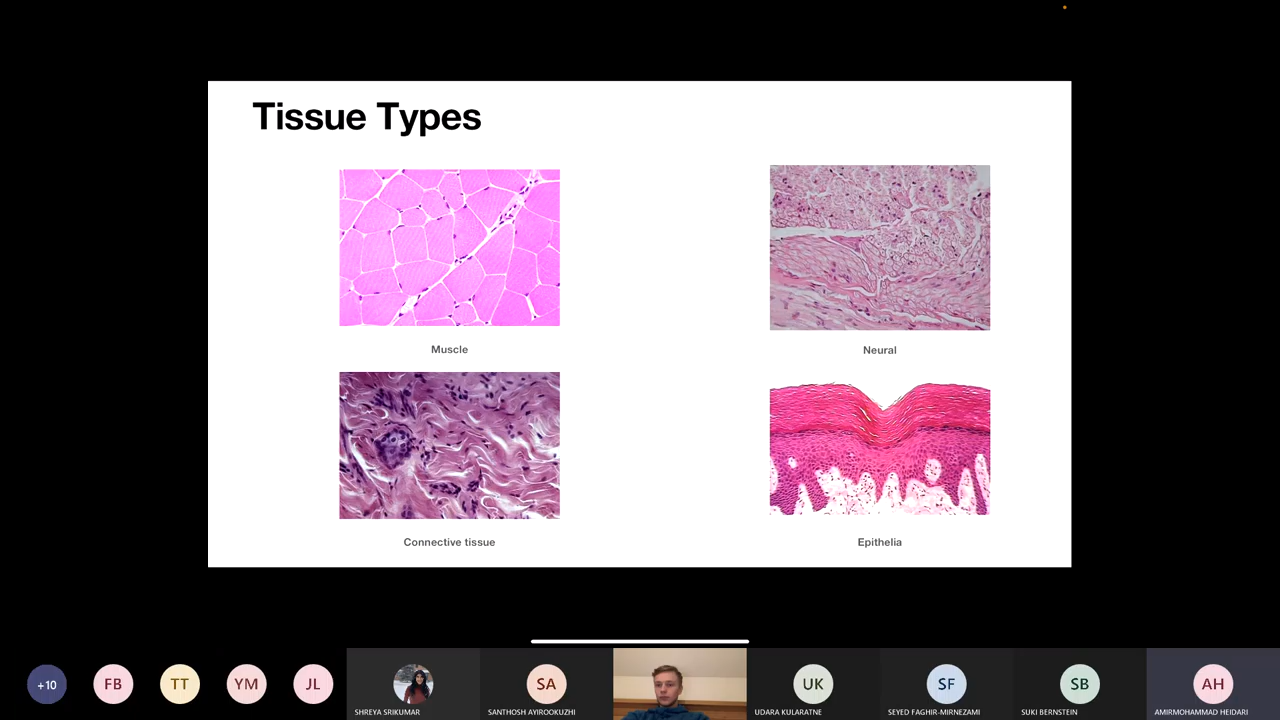 Tissue Types
Muscle
Neural
Connective tissue
Epithelia
+10
FB
TT
YM
JL
SHREYA SRIKUMAR
SA
SANTHOSH AYIROOKUZHI
UK
UDARA KULARATNE
SF
SEYED FAGHIR-MIRNEZAMI
SB
SUKI BERNSTEIN
AH
AMIRMOHAMMAD HEIDARI